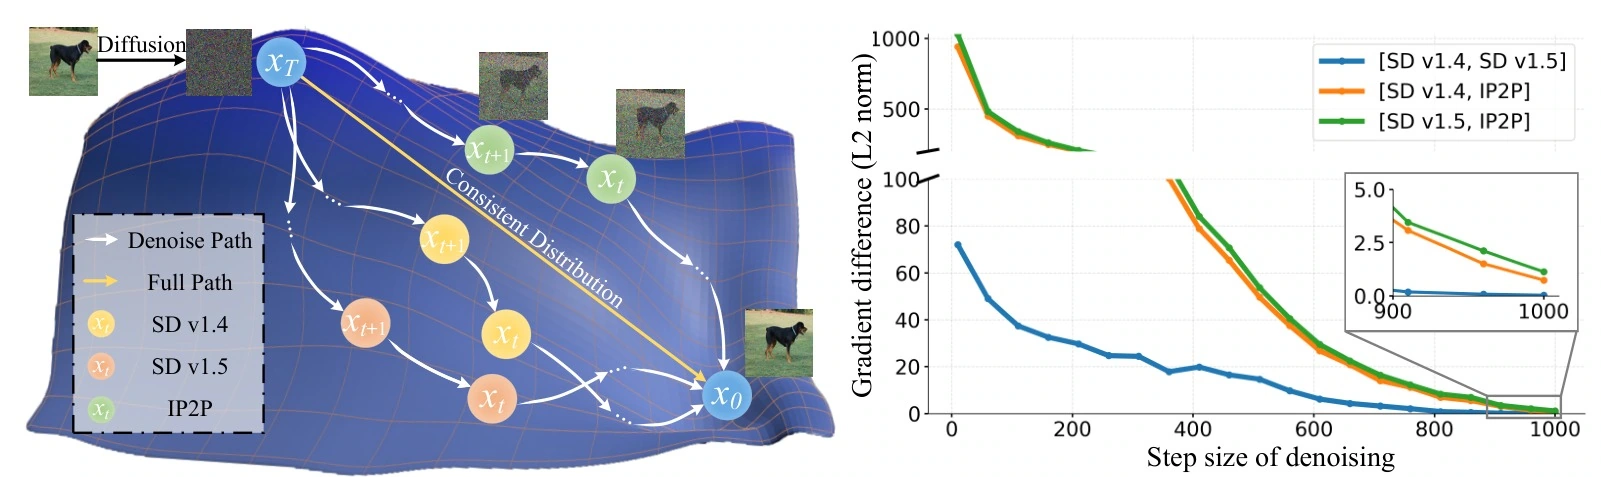 Diffusion
x_T
x_{t+1}
x_t
Consistent Distribution
x_{t+1}
x_t
x_{t+1}
x_t
x_0
Denoise Path
Full Path
x_t SD v1.4
x_t SD v1.5
x_t IP2P
Gradient difference (L2 norm)
1000
500
100
80
60
40
20
0
[SD v1.4, SD v1.5]
[SD v1.4, IP2P]
[SD v1.5, IP2P]
5.0
2.5
0.0
900 1000
0 200 400 600 800 1000
Step size of denoising